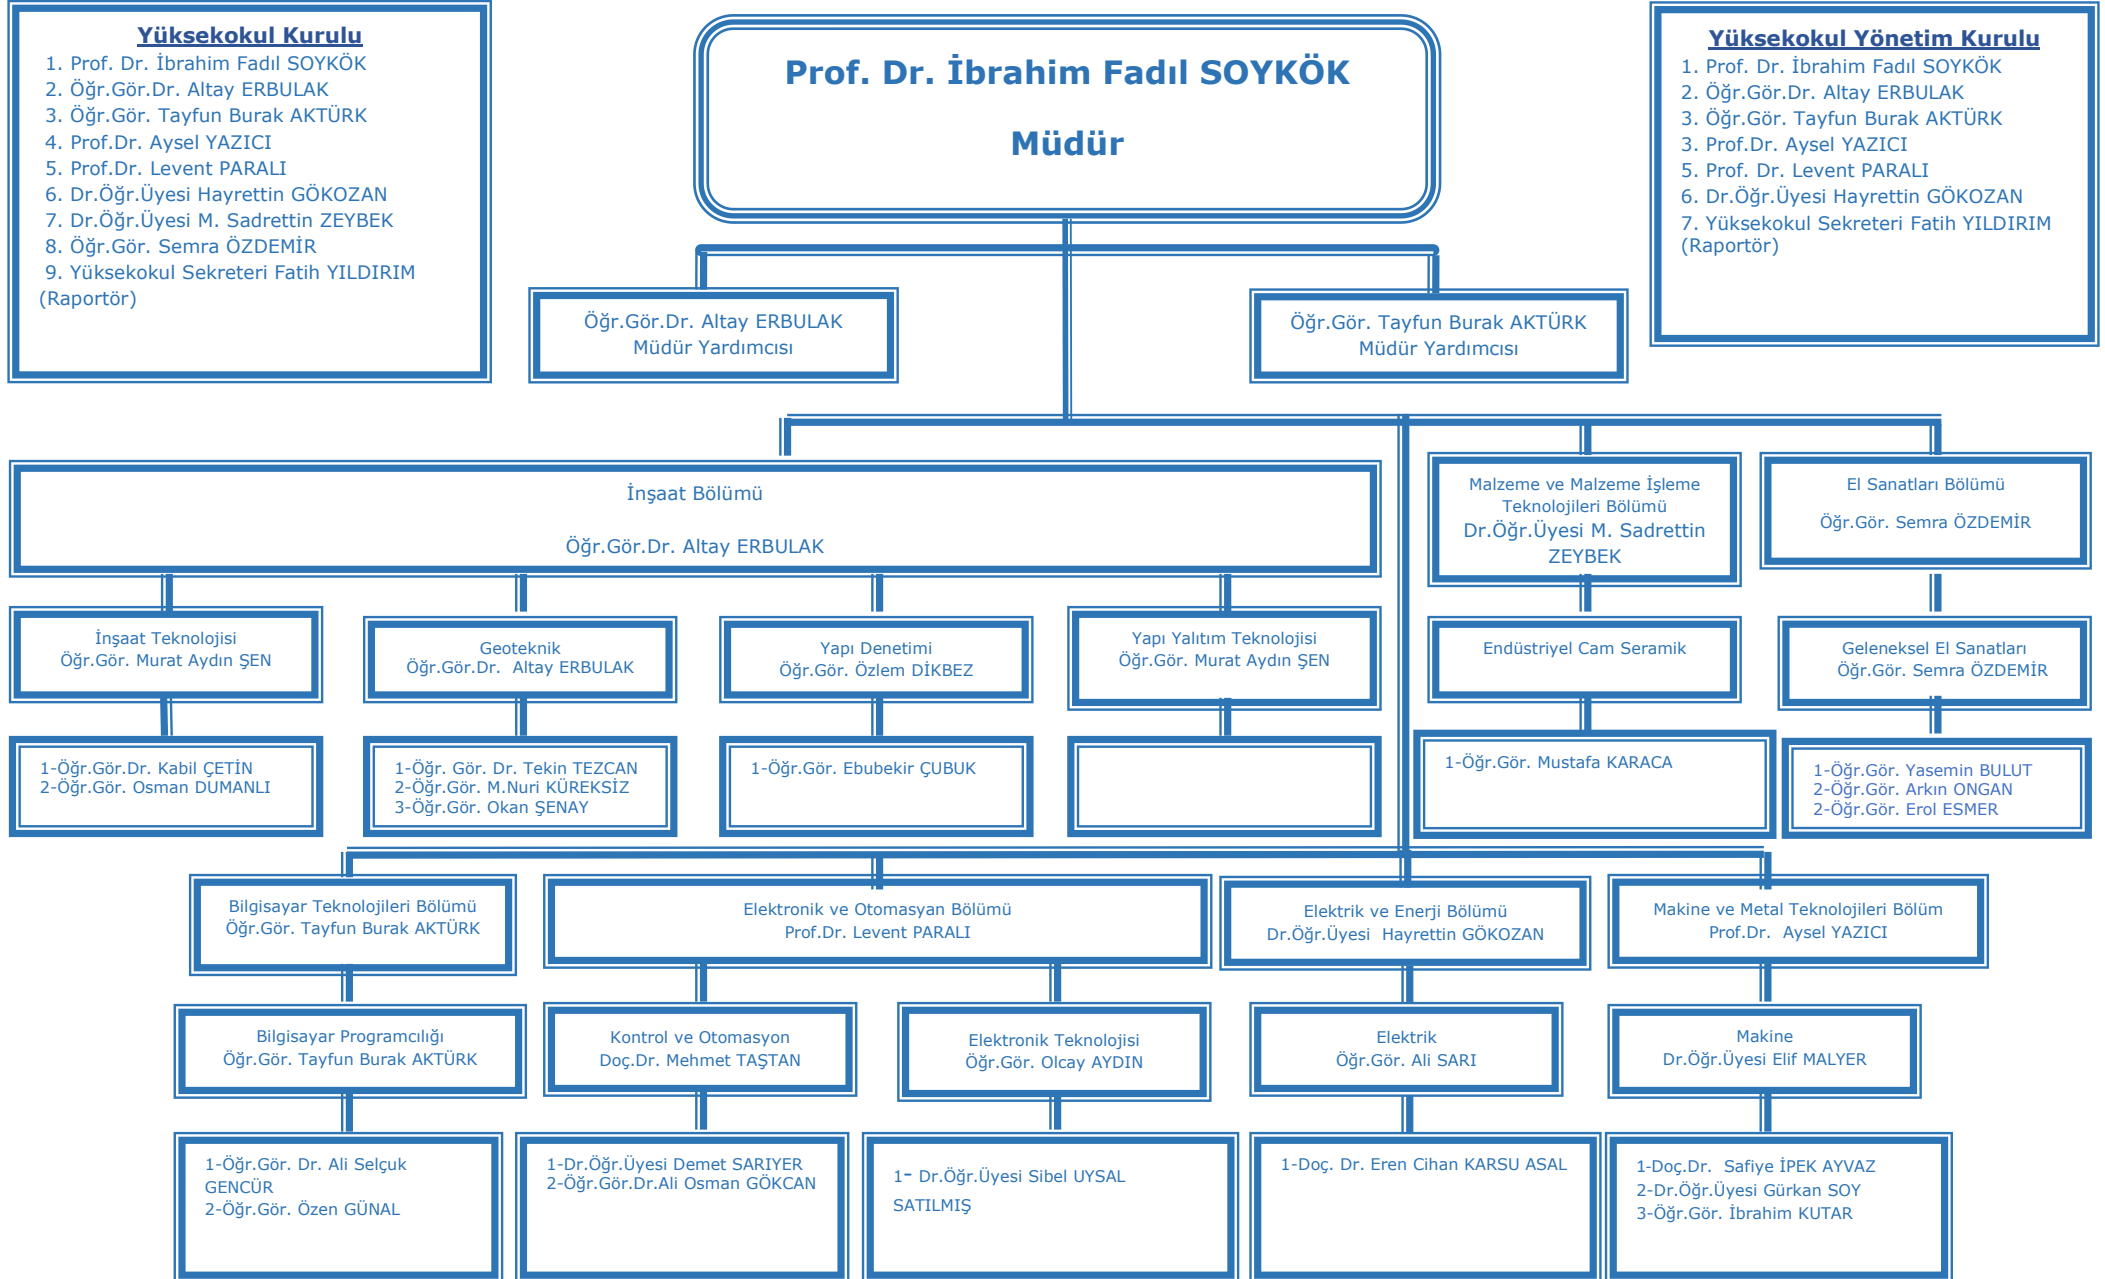 Yüksekokul Kurulu
1. Prof. Dr. İbrahim Fadıl SOYKÖK
2. Öğr.Gör.Dr. Altay ERBULAK
3. Öğr.Gör. Tayfun Burak AKTÜRK
4. Prof.Dr. Aysel YAZICI
5. Prof.Dr. Levent PARALI
6. Dr.Öğr.Üyesi Hayrettin GÖKOZAN
7. Dr.Öğr.Üyesi M. Sadrettin ZEYBEK
8. Öğr.Gör. Semra ÖZDEMİR
9. Yüksekokul Sekreteri Fatih YILDIRIM
(Raportör)
Prof. Dr. İbrahim Fadıl SOYKÖK
Müdür
Yüksekokul Yönetim Kurulu
1. Prof. Dr. İbrahim Fadıl SOYKÖK
2. Öğr.Gör.Dr. Altay ERBULAK
3. Öğr.Gör. Tayfun Burak AKTÜRK
3. Prof.Dr. Aysel YAZICI
5. Prof. Dr. Levent PARALI
6. Dr.Öğr.Üyesi Hayrettin GÖKOZAN
7. Yüksekokul Sekreteri Fatih YILDIRIM
(Raportör)
Öğr.Gör.Dr. Altay ERBULAK
Müdür Yardımcısı
Öğr.Gör. Tayfun Burak AKTÜRK
Müdür Yardımcısı
İnşaat Bölümü
Öğr.Gör.Dr. Altay ERBULAK
Malzeme ve Malzeme İşleme
Teknolojileri Bölümü
Dr.Öğr.Üyesi M. Sadrettin
ZEYBEK
El Sanatları Bölümü
Öğr.Gör. Semra ÖZDEMİR
İnşaat Teknolojisi
Öğr.Gör. Murat Aydın ŞEN
Geoteknik
Öğr.Gör.Dr. Altay ERBULAK
Yapı Denetimi
Öğr.Gör. Özlem DİKBEZ
Yapı Yalıtım Teknolojisi
Öğr.Gör. Murat Aydın ŞEN
Endüstriyel Cam Seramik
Geleneksel El Sanatları
Öğr.Gör. Semra ÖZDEMİR
1-Öğr.Gör.Dr. Kabil ÇETİN
2-Öğr.Gör. Osman DUMANLI
1-Öğr. Gör. Dr. Tekin TEZCAN
2-Öğr.Gör. M.Nuri KÜREKSİZ
3-Öğr.Gör. Okan ŞENAY
1-Öğr.Gör. Ebubekir ÇUBUK
1-Öğr.Gör. Mustafa KARACA
1-Öğr.Gör. Yasemin BULUT
2-Öğr.Gör. Arkın ONGAN
2-Öğr.Gör. Erol ESMER
Bilgisayar Teknolojileri Bölümü
Öğr.Gör. Tayfun Burak AKTÜRK
Elektronik ve Otomasyan Bölümü
Prof.Dr. Levent PARALI
Elektrik ve Enerji Bölümü
Dr.Öğr.Üyesi Hayrettin GÖKOZAN
Makine ve Metal Teknolojileri Bölüm
Prof.Dr. Aysel YAZICI
Bilgisayar Programcılığı
Öğr.Gör. Tayfun Burak AKTÜRK
Kontrol ve Otomasyon
Doç.Dr. Mehmet TAŞTAN
Elektronik Teknolojisi
Öğr.Gör. Olcay AYDIN
Elektrik
Öğr.Gör. Ali SARI
Makine
Dr.Öğr.Üyesi Elif MALYER
1-Öğr.Gör. Dr. Ali Selçuk
GENCÜR
2-Öğr.Gör. Özen GÜNAL
1-Dr.Öğr.Üyesi Demet SARIYER
2-Öğr.Gör.Dr.Ali Osman GÖKCAN
1- Dr.Öğr.Üyesi Sibel UYSAL
SATILMIŞ
1-Doç. Dr. Eren Cihan KARSU ASAL
1-Doç.Dr. Safiye İPEK AYVAZ
2-Dr.Öğr.Üyesi Gürkan SOY
3-Öğr.Gör. İbrahim KUTAR